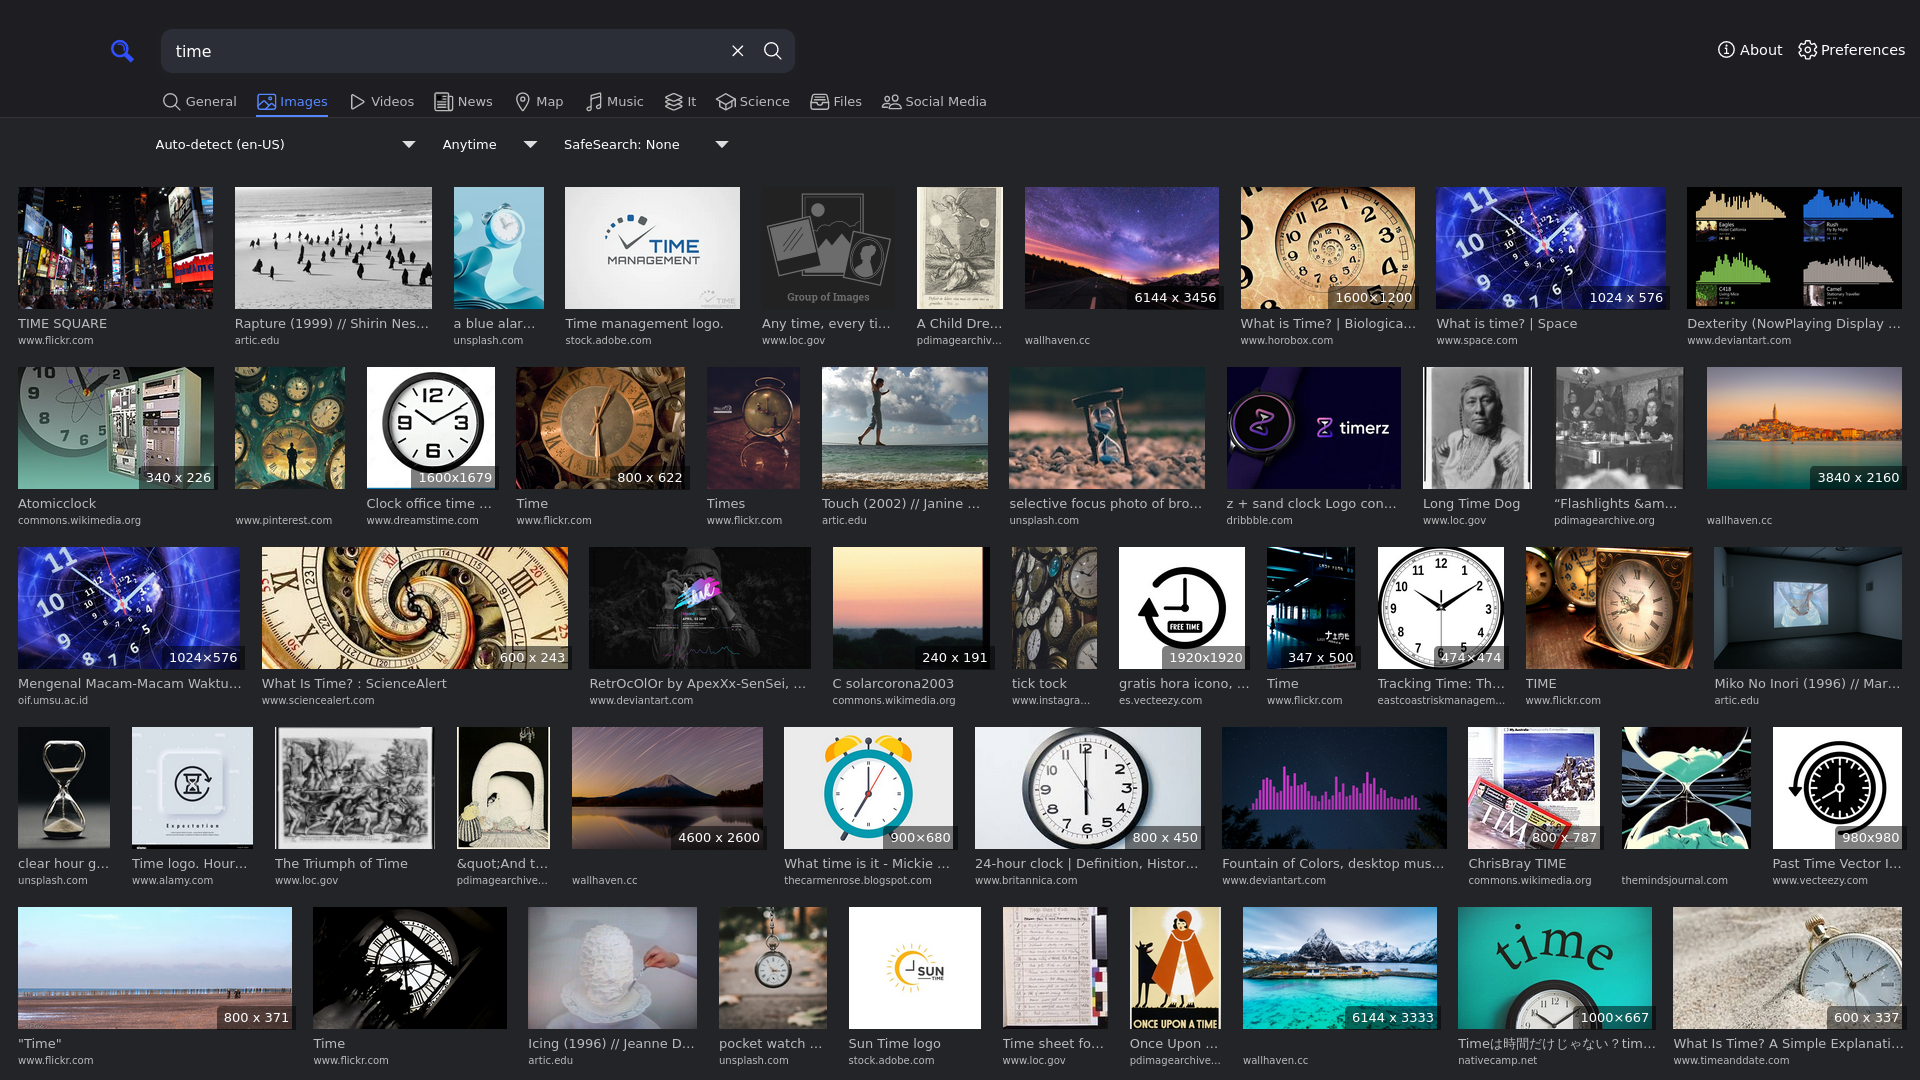 time
About
Preferences
General
Images
Videos
News
Map
Music
It
Science
Files
Social Media
Auto-detect (en-US)
Anytime
SafeSearch: None
TIME
MANAGEMENT
Group of Images
6144 x 3456
1600×1200
1024 x 576
TIME SQUARE
www.flickr.com
Rapture (1999) // Shirin Nes…
artic.edu
a blue alar…
unsplash.com
Time management logo.
stock.adobe.com
Any time, every ti…
www.loc.gov
A Child Dre…
pdimagearchiv…
wallhaven.cc
What is Time? | Biologica…
www.horobox.com
What is time? | Space
www.space.com
Dexterity (NowPlaying Display …
www.deviantart.com
340 x 226
1600x1679
800 x 622
timerz
3840 x 2160
Atomicclock
commons.wikimedia.org
www.pinterest.com
Clock office time …
www.dreamstime.com
Time
www.flickr.com
Times
www.flickr.com
Touch (2002) // Janine …
artic.edu
selective focus photo of bro…
unsplash.com
z + sand clock Logo con…
dribbble.com
Long Time Dog
www.loc.gov
“Flashlights &am…
pdimagearchive.org
wallhaven.cc
1024×576
600 x 243
240 x 191
FREE TIME
1920x1920
347 x 500
474×474
Mengenal Macam-Macam Waktu…
oif.umsu.ac.id
What Is Time? : ScienceAlert
www.sciencealert.com
RetrOcOlOr by ApexXx-SenSei, …
www.deviantart.com
C solarcorona2003
commons.wikimedia.org
tick tock
www.instagra…
gratis hora icono, …
es.vecteezy.com
Time
www.flickr.com
Tracking Time: Th…
eastcoastriskmanagem…
TIME
www.flickr.com
Miko No Inori (1996) // Mar…
artic.edu
Expectation
4600 x 2600
900×680
800 x 450
TIME
800 x 787
980x980
clear hour g…
unsplash.com
Time logo. Hour…
www.alamy.com
The Triumph of Time
www.loc.gov
&quot;And t…
pdimagearchive…
wallhaven.cc
What time is it - Mickie …
thecarmenrose.blogspot.com
24-hour clock | Definition, Histor…
www.britannica.com
Fountain of Colors, desktop mus…
www.deviantart.com
ChrisBray TIME
commons.wikimedia.org
themindsjournal.com
Past Time Vector I…
www.vecteezy.com
800 x 371
SUN
TIME
ONCE UPON A TIME
6144 x 3333
time
1000×667
600 x 337
"Time"
www.flickr.com
Time
www.flickr.com
Icing (1996) // Jeanne D…
artic.edu
pocket watch …
unsplash.com
Sun Time logo
stock.adobe.com
Time sheet fo…
www.loc.gov
Once Upon …
pdimagearchive…
wallhaven.cc
Timeは時間だけじゃない？tim…
nativecamp.net
What Is Time? A Simple Explanati…
www.timeanddate.com